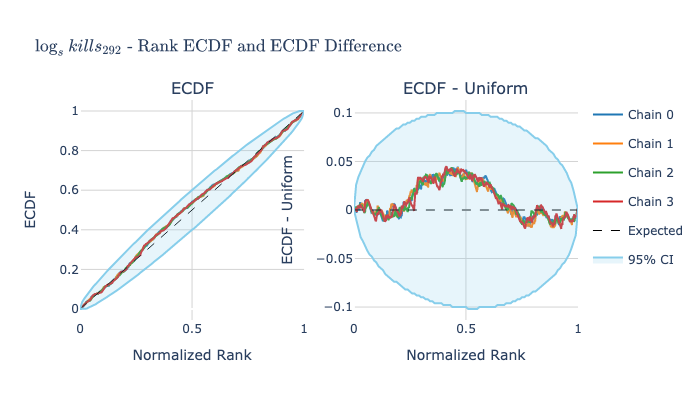 log_s kills_292 - Rank ECDF and ECDF Difference
ECDF
ECDF - Uniform
ECDF
1
0.8
0.6
0.4
0.2
0
0
0.5
1
Normalized Rank
ECDF - Uniform
0.1
0.05
0
−0.05
−0.1
0
0.5
1
Normalized Rank
Chain 0
Chain 1
Chain 2
Chain 3
Expected
95% CI